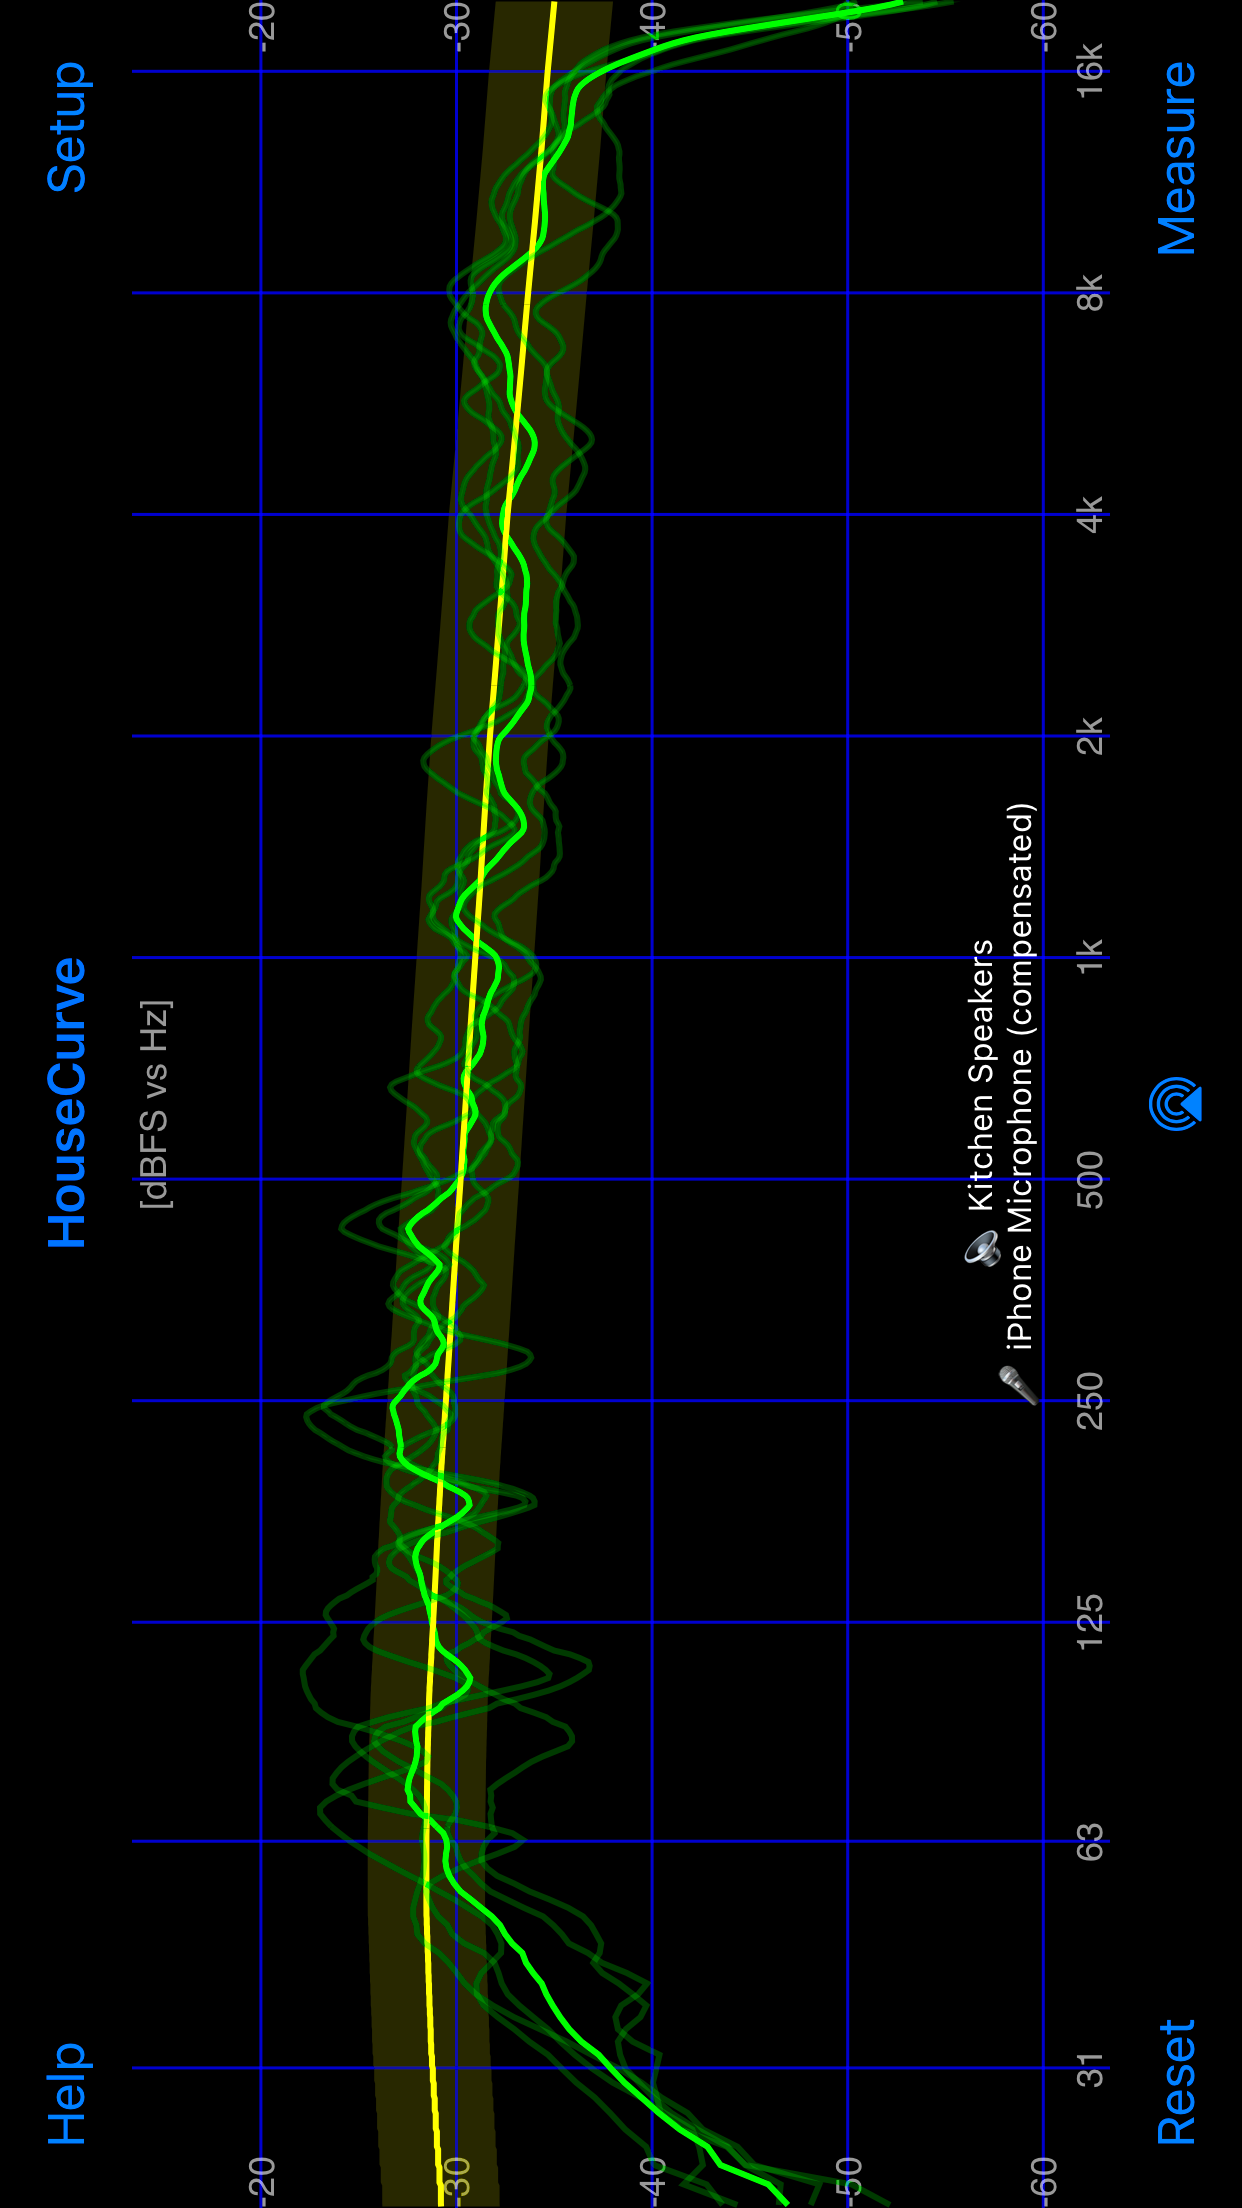 Help HouseCurve Setup
[dBFS vs Hz]
-20 -20
-30 -30
-40 -40
-50 -50
🔈 Kitchen Speakers
🎤 iPhone Microphone (compensated)
-60 -60
31 63 125 250 500 1k 2k 4k 8k 16k
Reset Measure